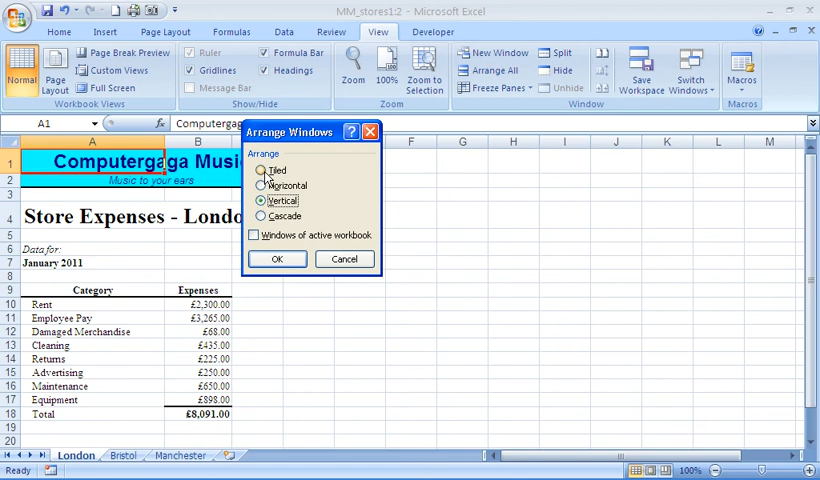 MM_stores1:2 - Microsoft Excel
Home Insert Page Layout Formulas Data Review View Developer
Normal
Page Layout
Page Break Preview
Custom Views
Full Screen
Workbook Views
Ruler
Gridlines
Message Bar
Formula Bar
Headings
Show/Hide
Zoom
100%
Zoom to Selection
Zoom
New Window
Arrange All
Freeze Panes
Split
Hide
Unhide
Save Workspace
Switch Windows
Window
Macros
Macros
A1
fx
Computergag
A B F G H I J K L M
1 Computergaga Musi
2 Music to your ears
3
4 Store Expenses - Londo
5
6 Data for:
7 January 2011
8
9 Category Expenses
10 Rent £2,300.00
11 Employee Pay £3,265.00
12 Damaged Merchandise £68.00
13 Cleaning £435.00
14 Returns £225.00
15 Advertising £250.00
16 Maintenance £650.00
17 Equipment £898.00
18 Total £8,091.00
19
20
Arrange Windows
?
Arrange
Tiled
Horizontal
Vertical
Cascade
Windows of active workbook
OK Cancel
London Bristol Manchester
Ready 100%